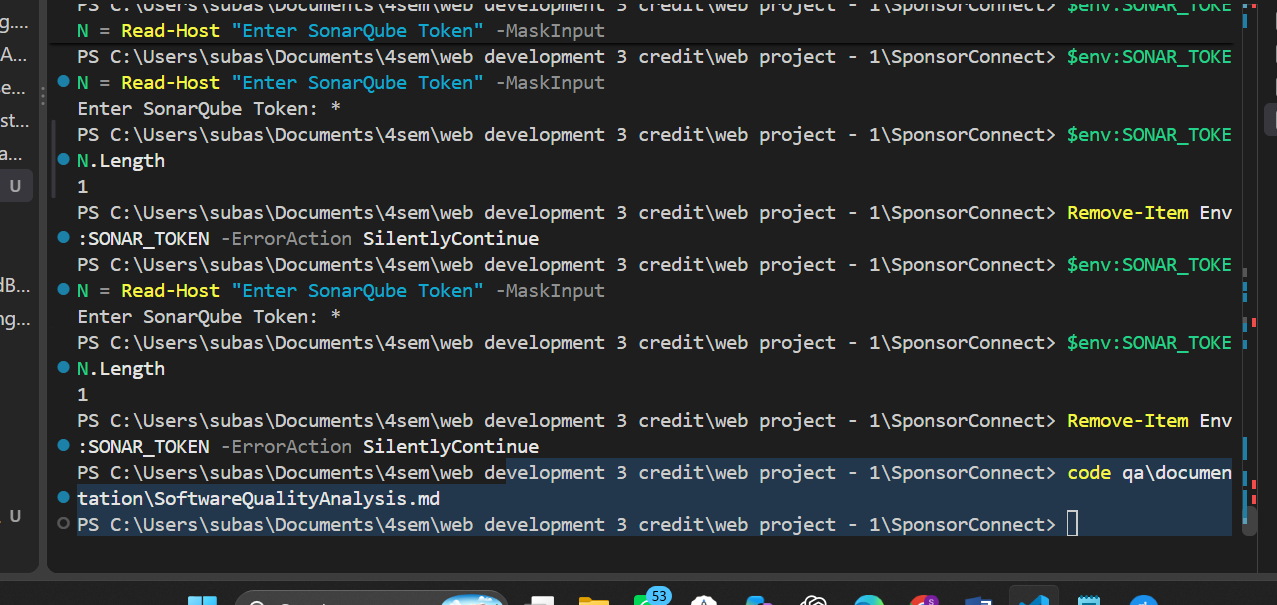 PS C:\Users\subas\Documents\4sem\web development 3 credit\web project - 1\SponsorConnect> $env:SONAR_TOKE
N = Read-Host "Enter SonarQube Token" -MaskInput
PS C:\Users\subas\Documents\4sem\web development 3 credit\web project - 1\SponsorConnect> $env:SONAR_TOKE
N = Read-Host "Enter SonarQube Token" -MaskInput
Enter SonarQube Token: *
PS C:\Users\subas\Documents\4sem\web development 3 credit\web project - 1\SponsorConnect> $env:SONAR_TOKE
N.Length
1
PS C:\Users\subas\Documents\4sem\web development 3 credit\web project - 1\SponsorConnect> Remove-Item Env
:SONAR_TOKEN -ErrorAction SilentlyContinue
PS C:\Users\subas\Documents\4sem\web development 3 credit\web project - 1\SponsorConnect> $env:SONAR_TOKE
N = Read-Host "Enter SonarQube Token" -MaskInput
Enter SonarQube Token: *
PS C:\Users\subas\Documents\4sem\web development 3 credit\web project - 1\SponsorConnect> $env:SONAR_TOKE
N.Length
1
PS C:\Users\subas\Documents\4sem\web development 3 credit\web project - 1\SponsorConnect> Remove-Item Env
:SONAR_TOKEN -ErrorAction SilentlyContinue
PS C:\Users\subas\Documents\4sem\web development 3 credit\web project - 1\SponsorConnect> code qa\documen
tation\SoftwareQualityAnalysis.md
PS C:\Users\subas\Documents\4sem\web development 3 credit\web project - 1\SponsorConnect>
g....
A...
se...
st...
a...
U
dB...
ng...
U
53